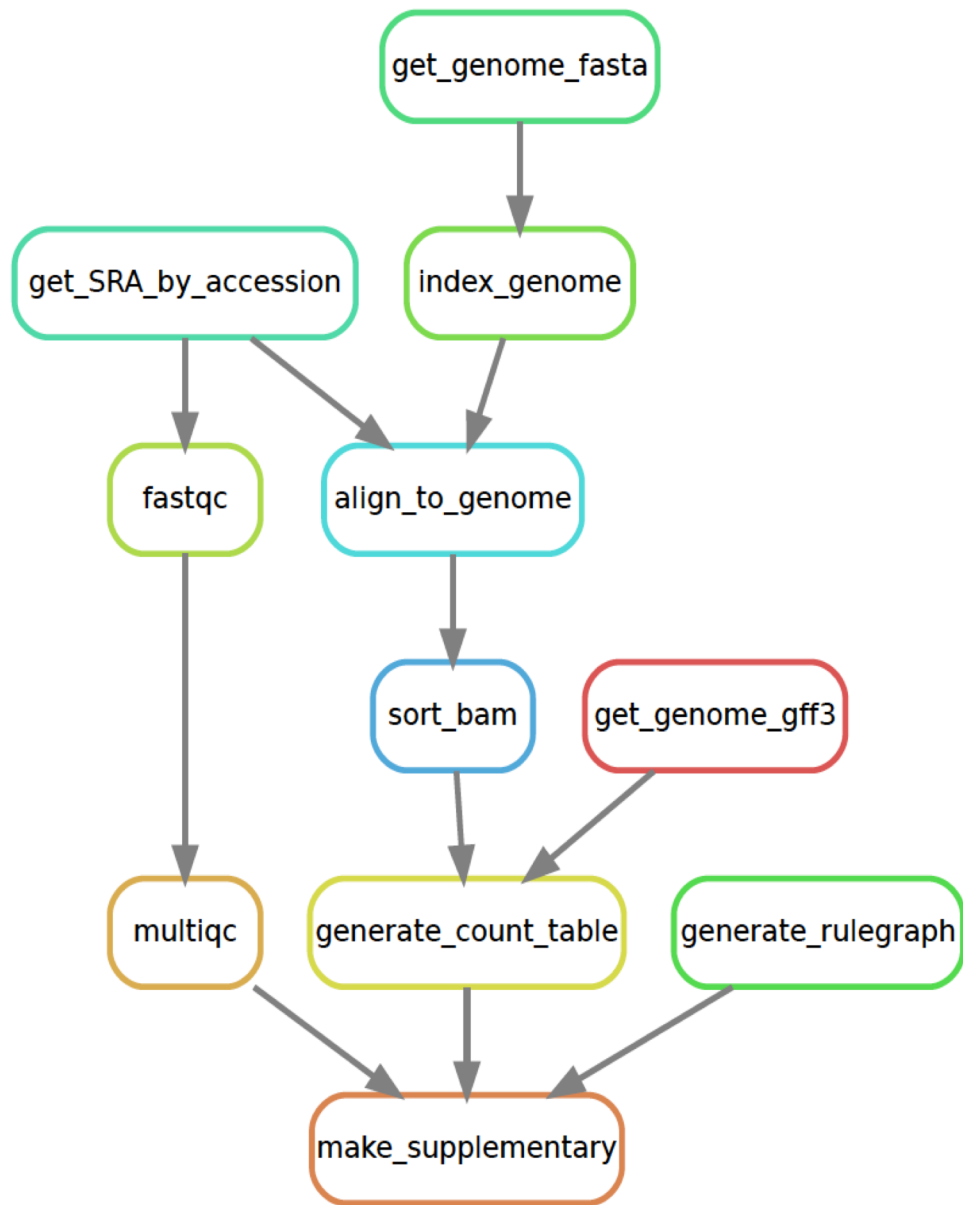 get_genome_fasta
get_SRA_by_accession
index_genome
fastqc
align_to_genome
sort_bam
get_genome_gff3
multiqc
generate_count_table
generate_rulegraph
make_supplementary